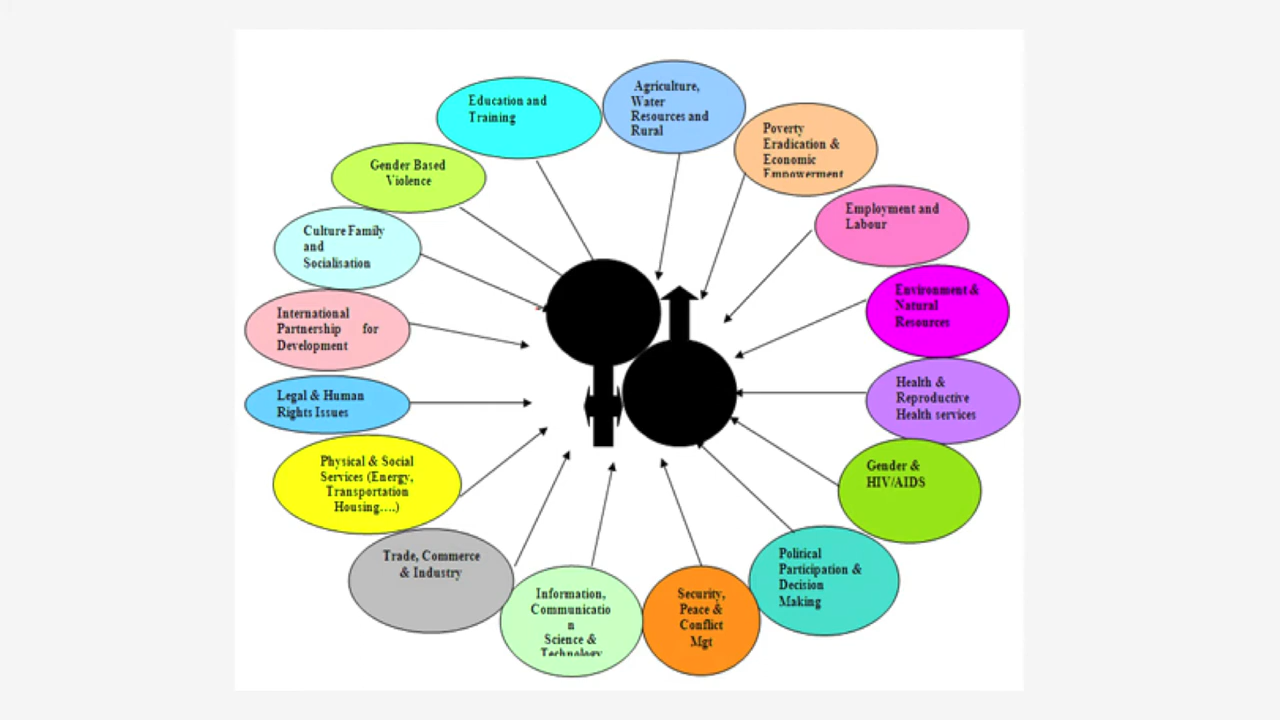 Education and
Training
Agriculture,
Water
Resources and
Rural
Poverty
Eradication &
Economic
Empowerment
Employment and
Labour
Environment &
Natural
Resources
Health &
Reproductive
Health services
Gender &
HIV/AIDS
Political
Participation &
Decision
Making
Security,
Peace &
Conflict
Mgt
Information,
Communicatio
n
Science &
Technology
Trade, Commerce
& Industry
Physical & Social
Services (Energy,
Transportation
Housing....)
Legal & Human
Rights Issues
International
Partnership for
Development
Culture Family
and
Socialisation
Gender Based
Violence